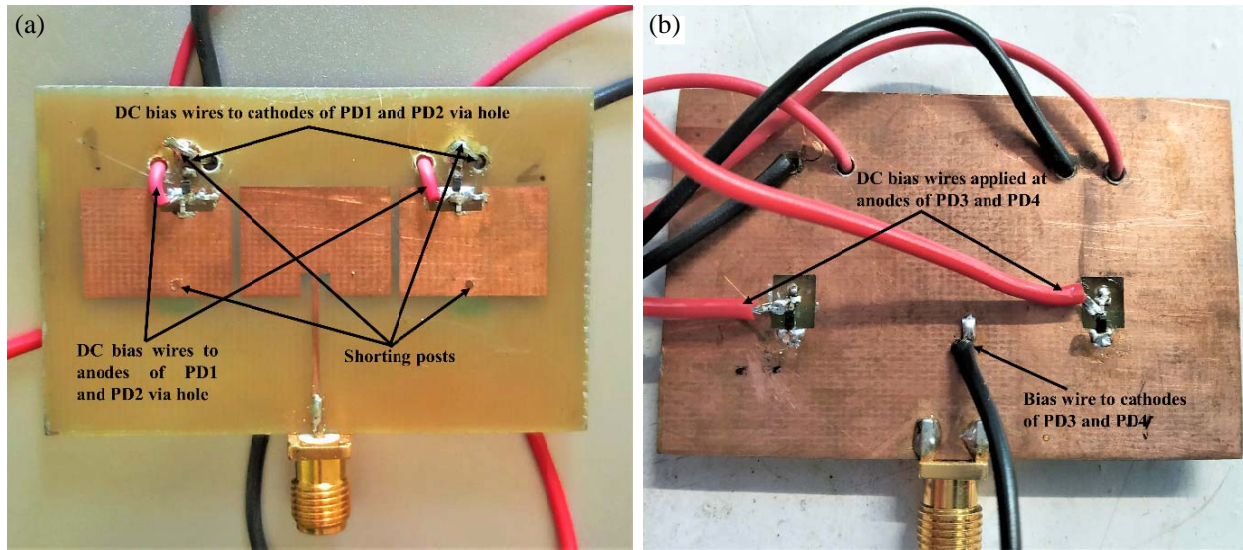 (a)
DC bias wires to cathodes of PD1 and PD2 via hole
DC bias wires to
anodes of PD1
and PD2 via hole
Shorting posts
(b)
DC bias wires applied at
anodes of PD3 and PD4
Bias wire to cathodes
of PD3 and PD4